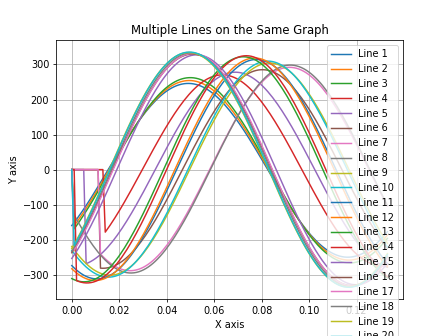 Multiple Lines on the Same Graph
Y axis
300
200
100
0
−100
−200
−300
0.00
0.02
0.04
0.06
0.08
0.10
X axis
Line 1
Line 2
Line 3
Line 4
Line 5
Line 6
Line 7
Line 8
Line 9
Line 10
Line 11
Line 12
Line 13
Line 14
Line 15
Line 16
Line 17
Line 18
Line 19
Line 20